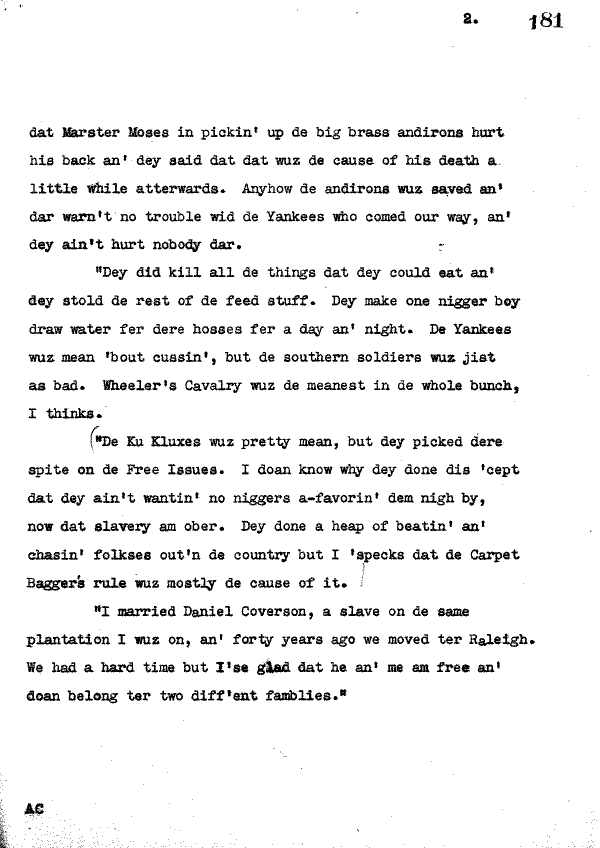 2. 181
dat Marster Moses in pickin' up de big brass andirons hurt
his back an' dey said dat dat wuz de cause of his death a
little while atterwards. Anyhow de andirons wuz saved an'
dar warn't no trouble wid de Yankees who comed our way, an'
dey ain't hurt nobody dar.
"Dey did kill all de things dat dey could eat an'
dey stold de rest of de feed stuff. Dey make one nigger boy
draw water fer dere hosses fer a day an' night. De Yankees
wuz mean 'bout cussin', but de southern soldiers wuz jist
as bad. Wheeler's Cavalry wuz de meanest in de whole bunch,
I thinks.
("De Ku Kluxes wuz pretty mean, but dey picked dere
spite on de Free Issues. I doan know why dey done dis 'cept
dat dey ain't wantin' no niggers a-favorin' dem nigh by,
now dat slavery am ober. Dey done a heap of beatin' an'
chasin' folkses out'n de country but I 'specks dat de Carpet
Bagger's rule wuz mostly de cause of it.
"I married Daniel Coverson, a slave on de same
plantation I wuz on, an' forty years ago we moved ter Raleigh.
We had a hard time but I'se glad dat he an' me am free an'
doan belong ter two diff'ent famblies."
AC